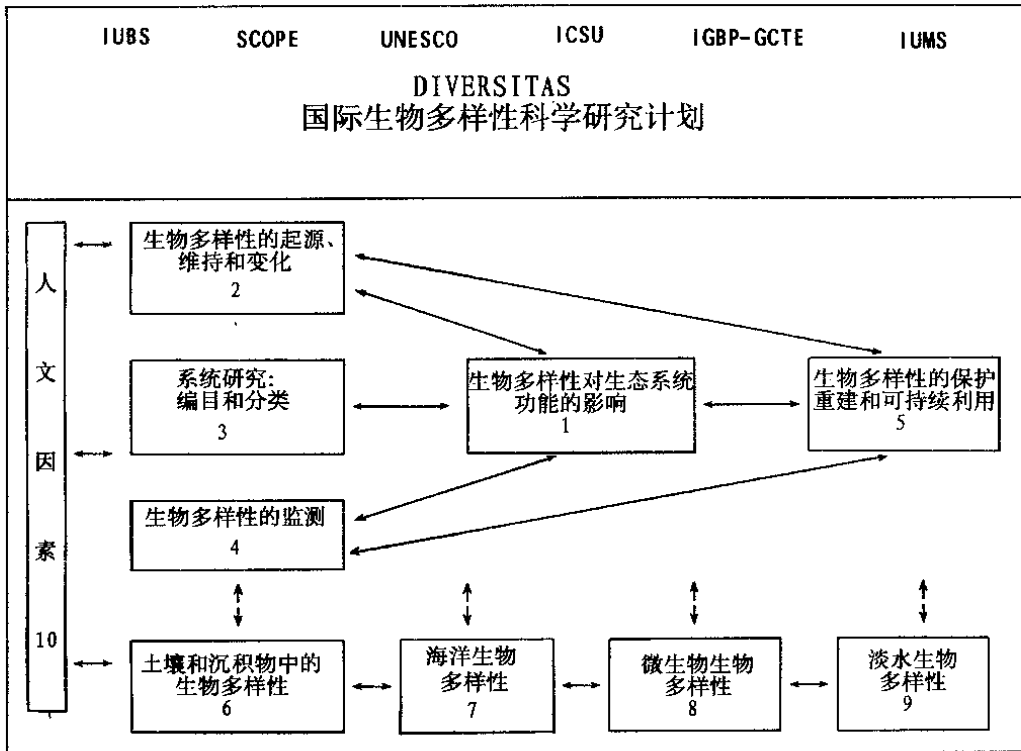 IUBS SCOPE UNESCO ICSU IGBP-GCTE IUMS
DIVERSITAS
国际生物多样性科学研究计划
人
文
因
素
10
生物多样性的起源、
维持和变化
2
系统研究:
编目和分类
3
生物多样性对生态系统
功能的影响
1
生物多样性的保护
重建和可持续利用
5
生物多样性的监测
4
土壤和沉积物中的
生物多样性
6
海洋生物
多样性
7
微生物生物
多样性
8
淡水生物
多样性
9